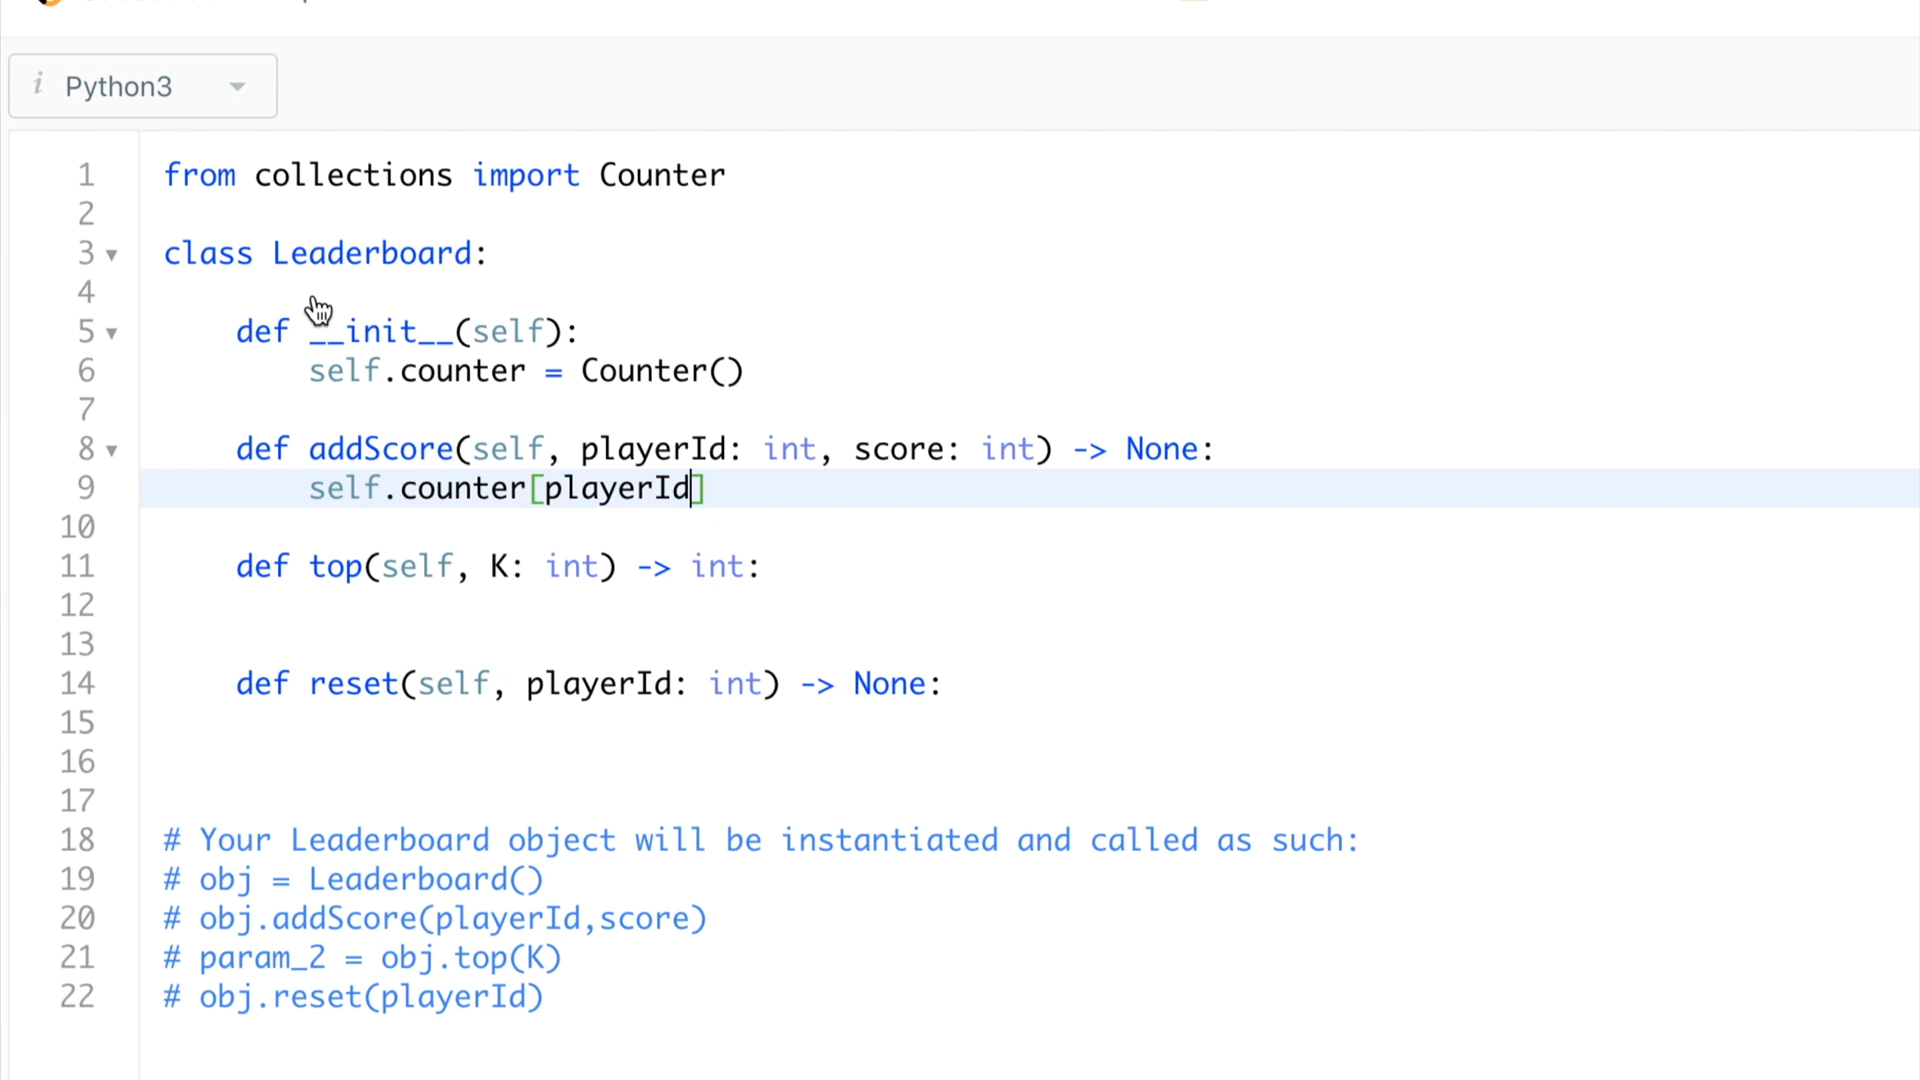 i Python3
1 from collections import Counter
2
3 class Leaderboard:
4
5 def __init__(self):
6 self.counter = Counter()
7
8 def addScore(self, playerId: int, score: int) -> None:
9 self.counter[playerId]
10
11 def top(self, K: int) -> int:
12
13
14 def reset(self, playerId: int) -> None:
15
16
17
18 # Your Leaderboard object will be instantiated and called as such:
19 # obj = Leaderboard()
20 # obj.addScore(playerId,score)
21 # param_2 = obj.top(K)
22 # obj.reset(playerId)